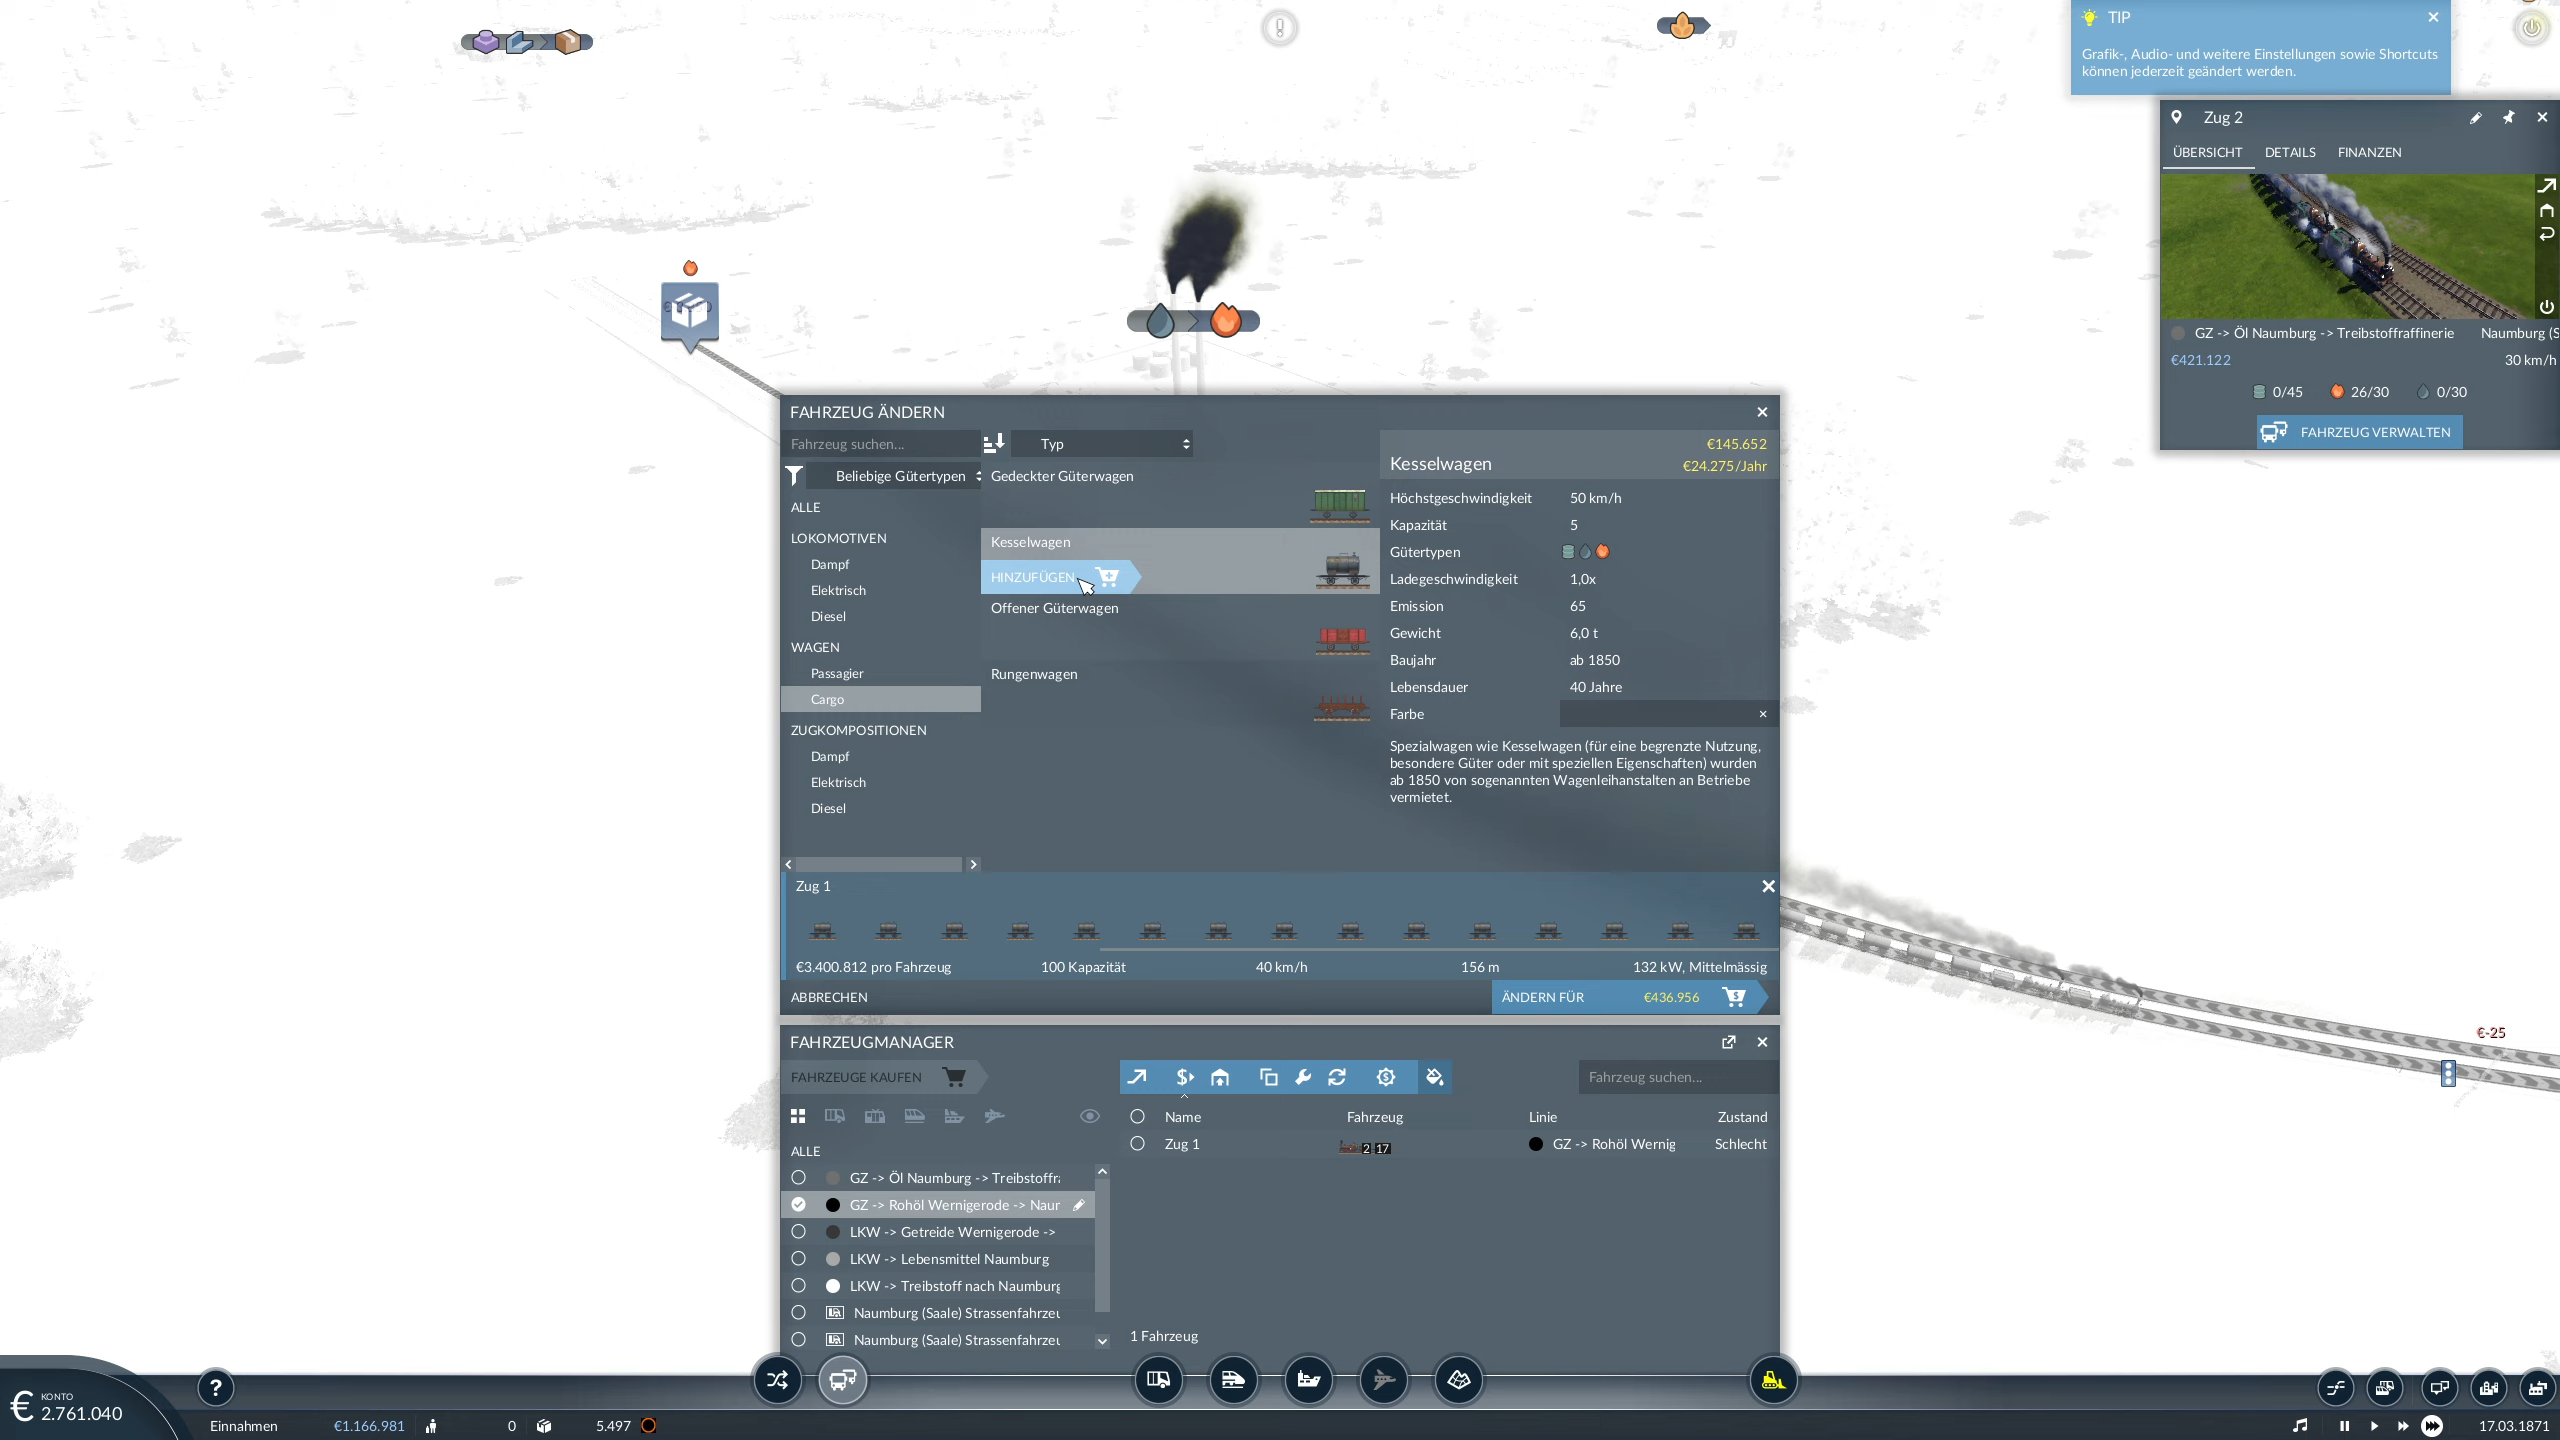 TIP
Grafik-, Audio- und weitere Einstellungen sowie Shortcuts
können jederzeit geändert werden.
Zug 2
ÜBERSICHT DETAILS FINANZEN
GZ -> Öl Naumburg -> Treibstoffraffinerie Naumburg (S
€421.122 30 km/h
0/45 26/30 0/30
FAHRZEUG VERWALTEN
FAHRZEUG ÄNDERN
Fahrzeug suchen...
Typ
Beliebige Gütertypen
ALLE
LOKOMOTIVEN
Dampf
Elektrisch
Diesel
WAGEN
Passagier
Cargo
ZUGKOMPOSITIONEN
Dampf
Elektrisch
Diesel
Gedeckter Güterwagen
Kesselwagen
HINZUFÜGEN
Offener Güterwagen
Rungenwagen
€145.652
Kesselwagen
€24.275/Jahr
Höchstgeschwindigkeit 50 km/h
Kapazität 5
Gütertypen
Ladegeschwindigkeit 1,0x
Emission 65
Gewicht 6,0 t
Baujahr ab 1850
Lebensdauer 40 Jahre
Farbe
Spezialwagen wie Kesselwagen (für eine begrenzte Nutzung,
besondere Güter oder mit speziellen Eigenschaften) wurden
ab 1850 von sogenannten Wagenleihanstalten an Betriebe
vermietet.
Zug 1
€3.400.812 pro Fahrzeug 100 Kapazität 40 km/h 156 m 132 kW, Mittelmässig
ABBRECHEN ÄNDERN FÜR €436.956
€-25
FAHRZEUGMANAGER
FAHRZEUGE KAUFEN
Fahrzeug suchen...
ALLE
GZ -> Öl Naumburg -> Treibstoffra
GZ -> Rohöl Wernigerode -> Naur
LKW -> Getreide Wernigerode ->
LKW -> Lebensmittel Naumburg
LKW -> Treibstoff nach Naumburg
Naumburg (Saale) Strassenfahrzeu
Naumburg (Saale) Strassenfahrzeu
Name Fahrzeug Linie Zustand
Zug 1 2 17 GZ -> Rohöl Wernig Schlecht
1 Fahrzeug
?
€ KONTO
2.761.040
Einnahmen €1.166.981 0 5.497
17.03.1871